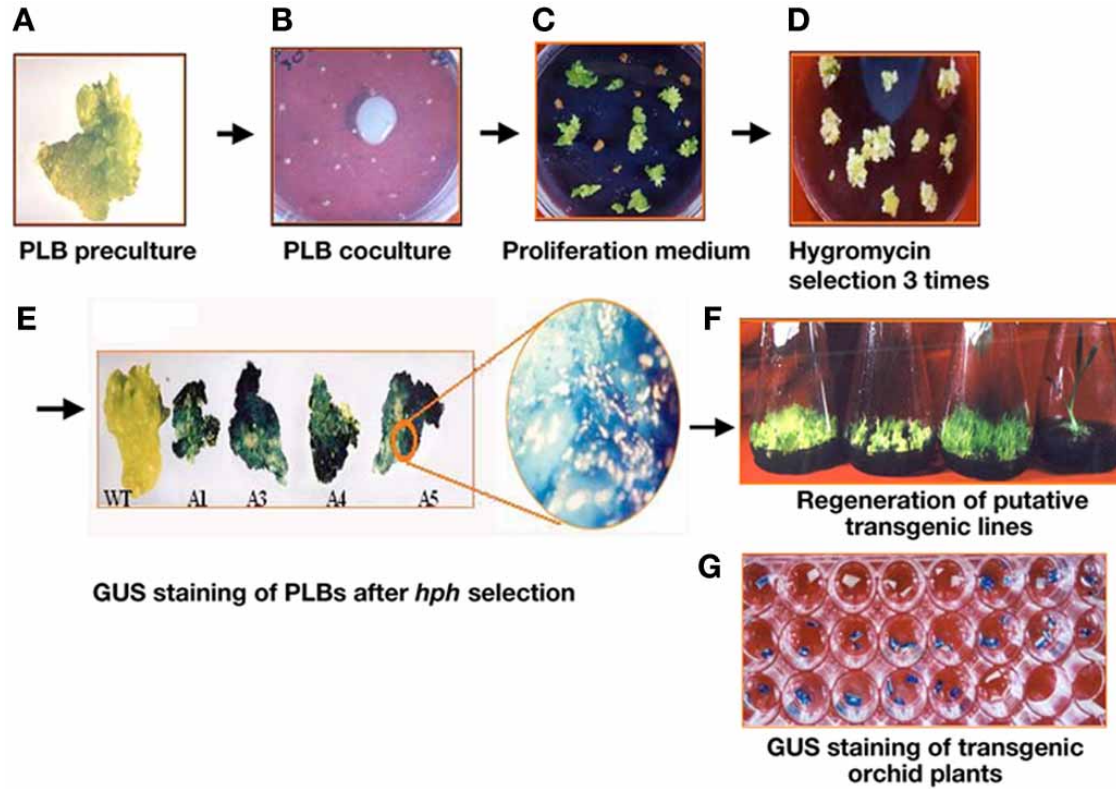 A
B
C
D
PLB preculture
PLB coculture
Proliferation medium
Hygromycin
selection 3 times
E
WT
A1
A3
A4
A5
GUS staining of PLBs after hph selection
F
Regeneration of putative
transgenic lines
G
GUS staining of transgenic
orchid plants